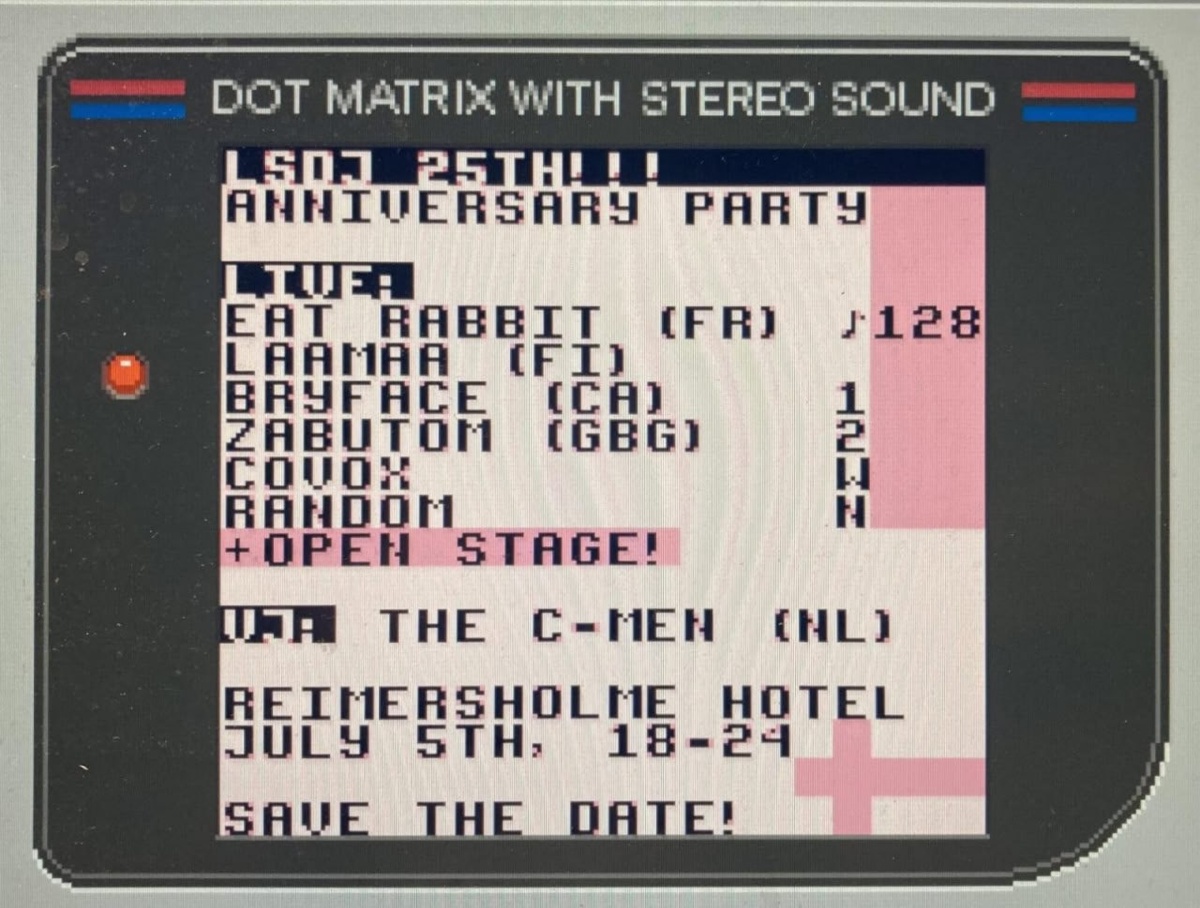 DOT MATRIX WITH STEREO SOUND
LSDJ 25TH!!!
ANNIVERSARY PARTY
LIVE:
EAT RABBIT (FR) ♪128
LAAMAA (FI)
BRYFACE (CA) 1
ZABUTOM (GBG) 2
COVOX W
RANDOM N
+OPEN STAGE!
VJ: THE C-MEN (NL)
REIMERSHOLME HOTEL
JULY 5TH, 18-24
SAVE THE DATE!